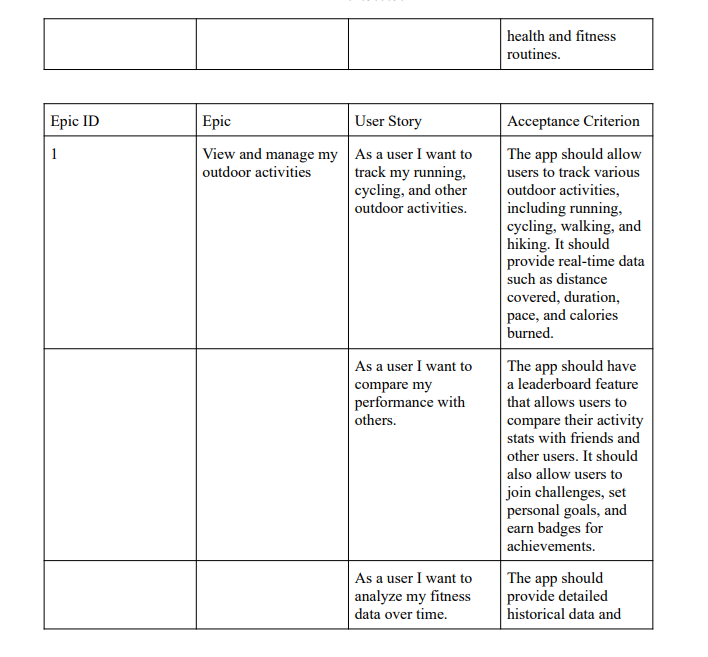 health and fitness
routines.
Epic ID
Epic
User Story
Acceptance Criterion
1
View and manage my
outdoor activities
As a user I want to
track my running,
cycling, and other
outdoor activities.
The app should allow
users to track various
outdoor activities,
including running,
cycling, walking, and
hiking. It should
provide real-time data
such as distance
covered, duration,
pace, and calories
burned.
As a user I want to
compare my
performance with
others.
The app should have
a leaderboard feature
that allows users to
compare their activity
stats with friends and
other users. It should
also allow users to
join challenges, set
personal goals, and
earn badges for
achievements.
As a user I want to
analyze my fitness
data over time.
The app should
provide detailed
historical data and